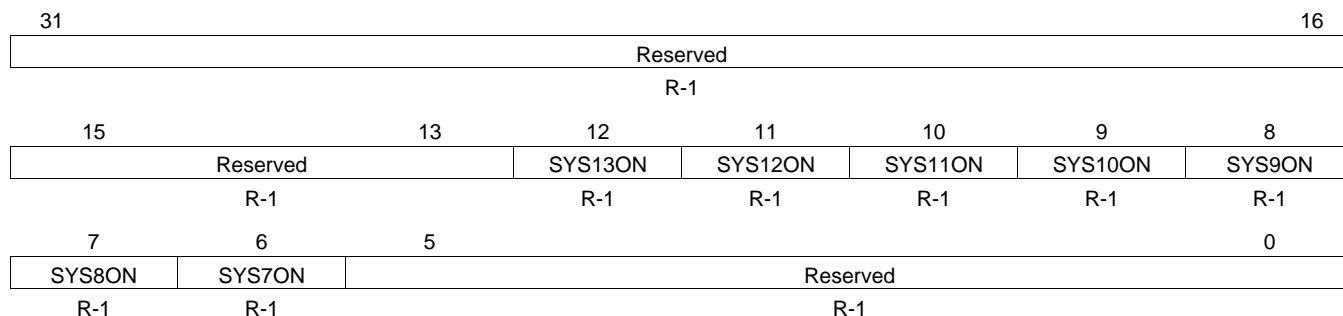 31 16
Reserved
R-1
15 13 12 11 10 9 8
Reserved SYS13ON SYS12ON SYS11ON SYS10ON SYS9ON
R-1 R-1 R-1 R-1 R-1 R-1
7 6 5 0
SYS8ON SYS7ON Reserved
R-1 R-1 R-1